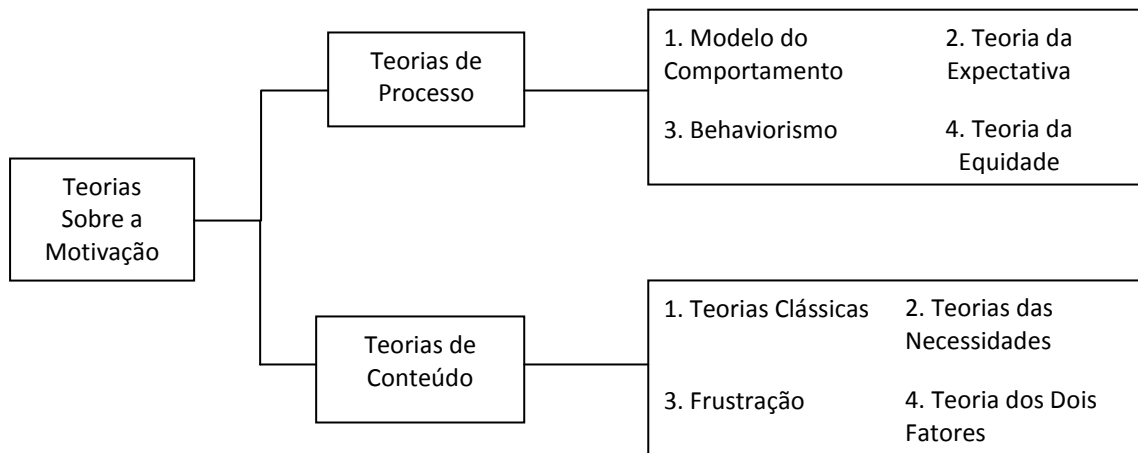 Teorias
Sobre a
Motivação
Teorias de
Processo
1. Modelo do
Comportamento
2. Teoria da
Expectativa
3. Behaviorismo
4. Teoria da
Equidade
Teorias de
Conteúdo
1. Teorias Clássicas
2. Teorias das
Necessidades
3. Frustração
4. Teoria dos Dois
Fatores